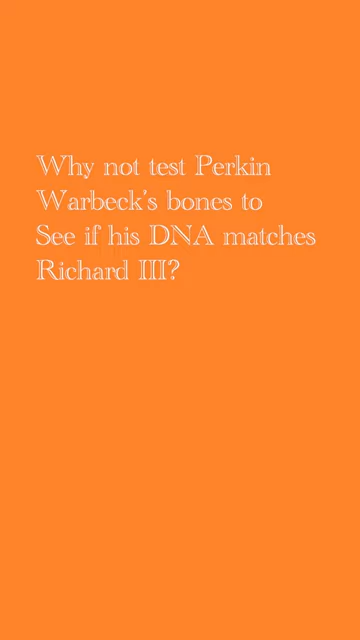 Why not test Perkin
Warbeck's bones to
See if his DNA matches
Richard III?